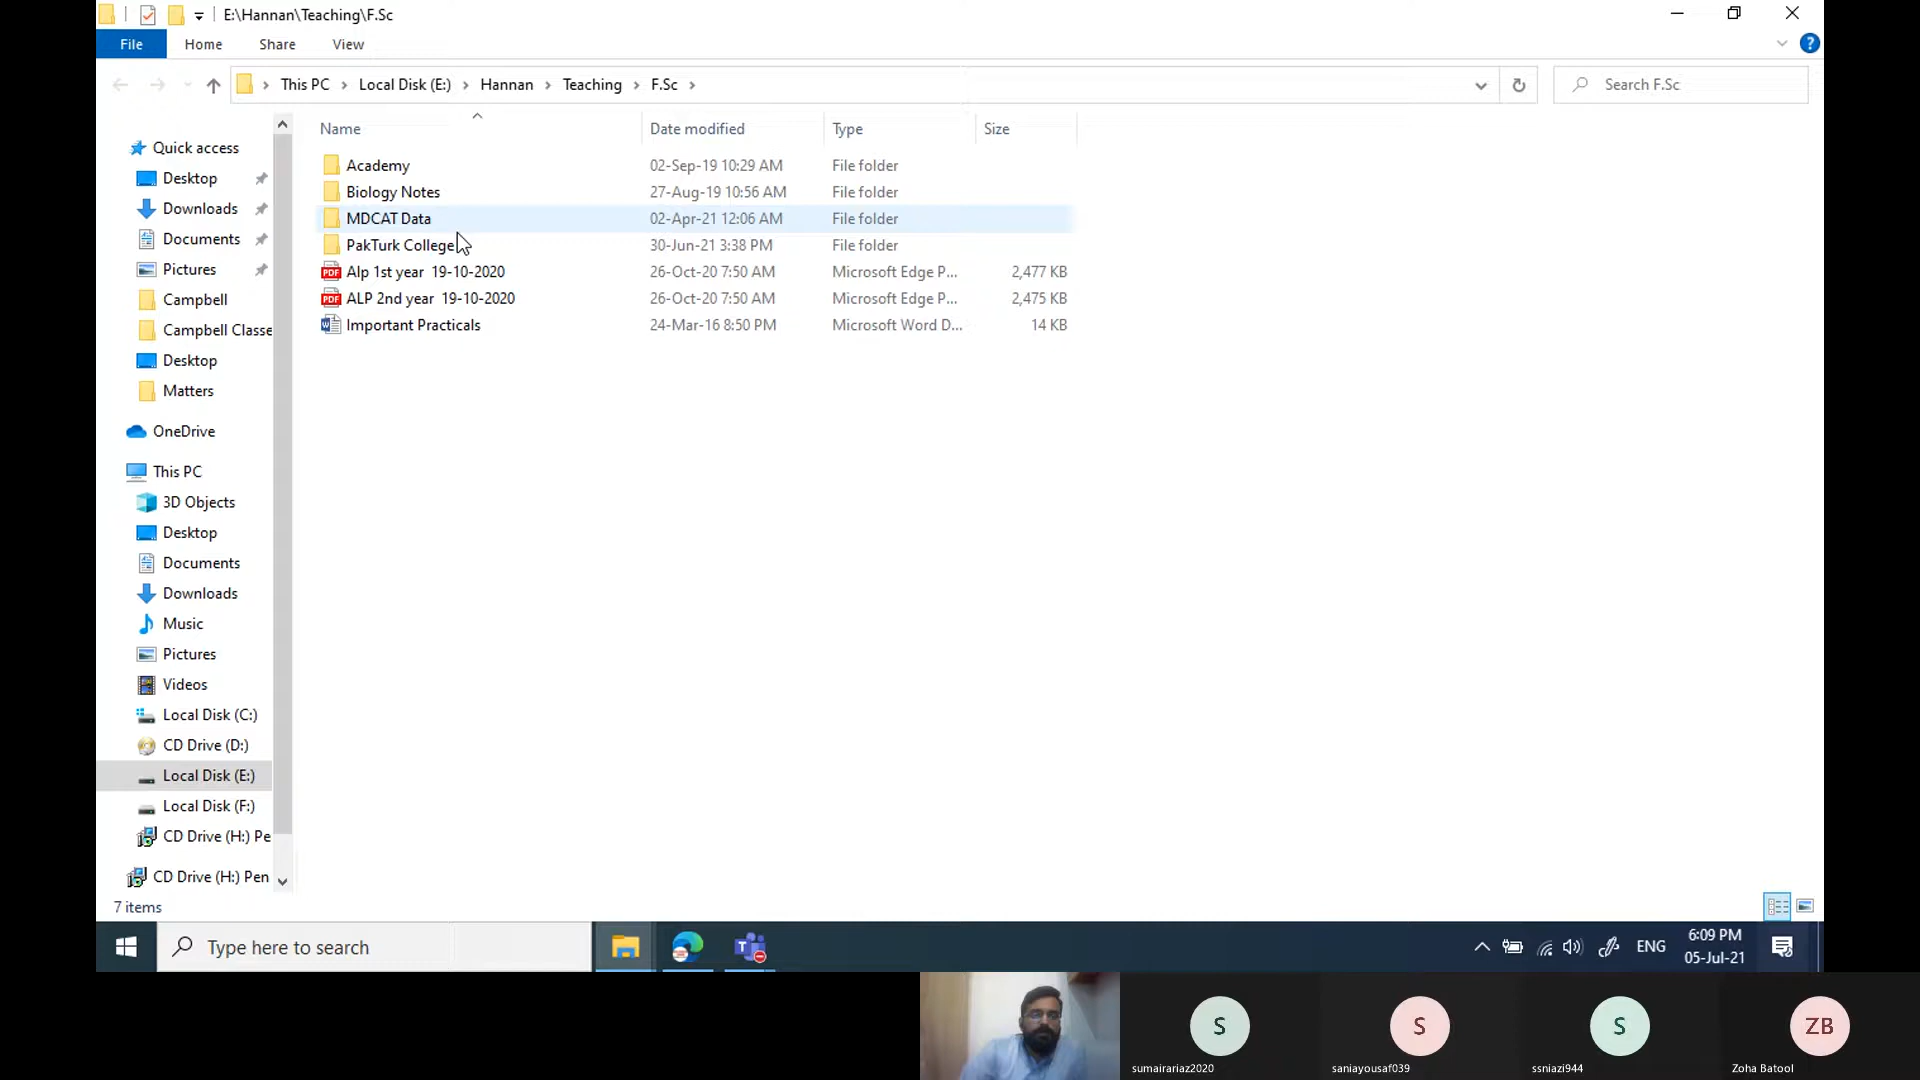 E:\Hannan\Teaching\F.Sc
File Home Share View
This PC Local Disk (E:) Hannan Teaching F.Sc
Search F.Sc
Name Date modified Type Size
Academy 02-Sep-19 10:29 AM File folder
Biology Notes 27-Aug-19 10:56 AM File folder
MDCAT Data 02-Apr-21 12:06 AM File folder
PakTurk College 30-Jun-21 3:38 PM File folder
PDF Alp 1st year 19-10-2020 26-Oct-20 7:50 AM Microsoft Edge P... 2,477 KB
PDF ALP 2nd year 19-10-2020 26-Oct-20 7:50 AM Microsoft Edge P... 2,475 KB
Important Practicals 24-Mar-16 8:50 PM Microsoft Word D... 14 KB
Quick access
Desktop
Downloads
Documents
Pictures
Campbell
Campbell Classe
Desktop
Matters
OneDrive
This PC
3D Objects
Desktop
Documents
Downloads
Music
Pictures
Videos
Local Disk (C:)
CD Drive (D:)
Local Disk (E:)
Local Disk (F:)
CD Drive (H:) Pe
CD Drive (H:) Pen
7 items
Type here to search
ENG
6:09 PM
05-Jul-21
S S S ZB
sumairariaz2020 saniayousaf039 ssniazi944 Zoha Batool